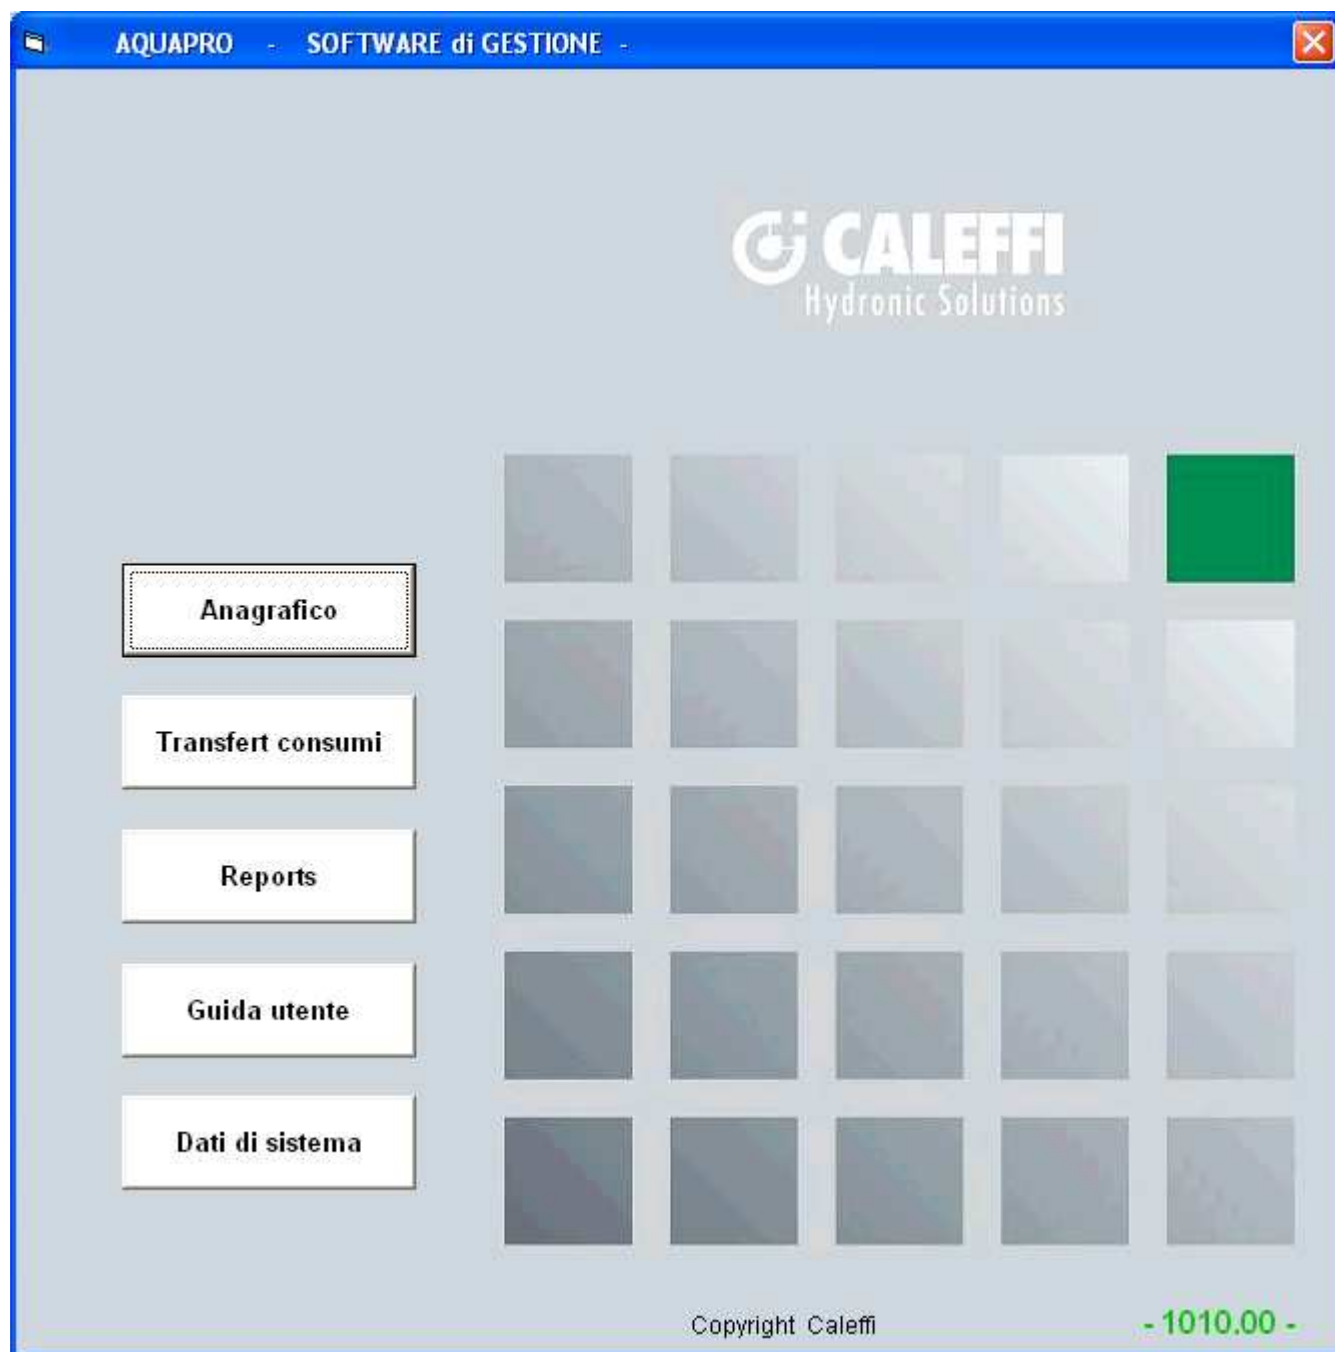 AQUAPRO - SOFTWARE di GESTIONE -
CALEFFI
Hydronic Solutions
Anagrafico
Transfert consumi
Reports
Guida utente
Dati di sistema
Copyright Caleffi
- 1010.00 -